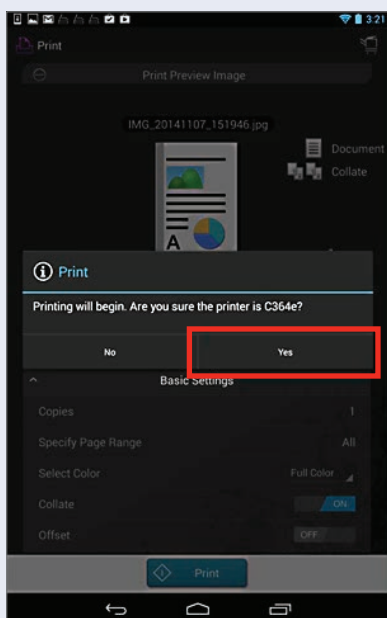 3:21
Print
Print Preview Image
IMG_20141107_151946.jpg
Document
Collate
A
Print
Printing will begin. Are you sure the printer is C364e?
No
Yes
Basic Settings
Copies
1
Specify Page Range
All
Select Color
Full Color
Collate
ON
Offset
OFF
Print